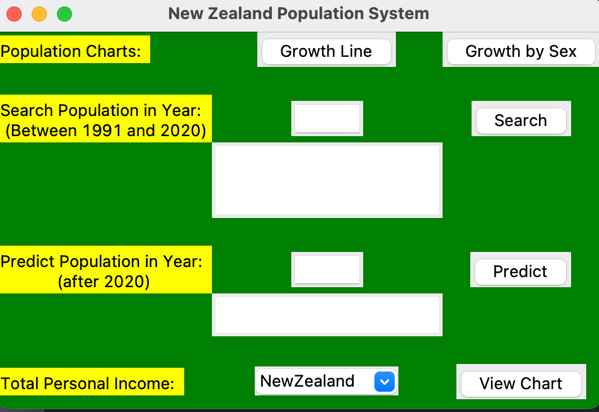 New Zealand Population System
Population Charts:
Growth Line
Growth by Sex
Search Population in Year:
(Between 1991 and 2020)
Search
Predict Population in Year:
(after 2020)
Predict
Total Personal Income:
NewZealand
View Chart